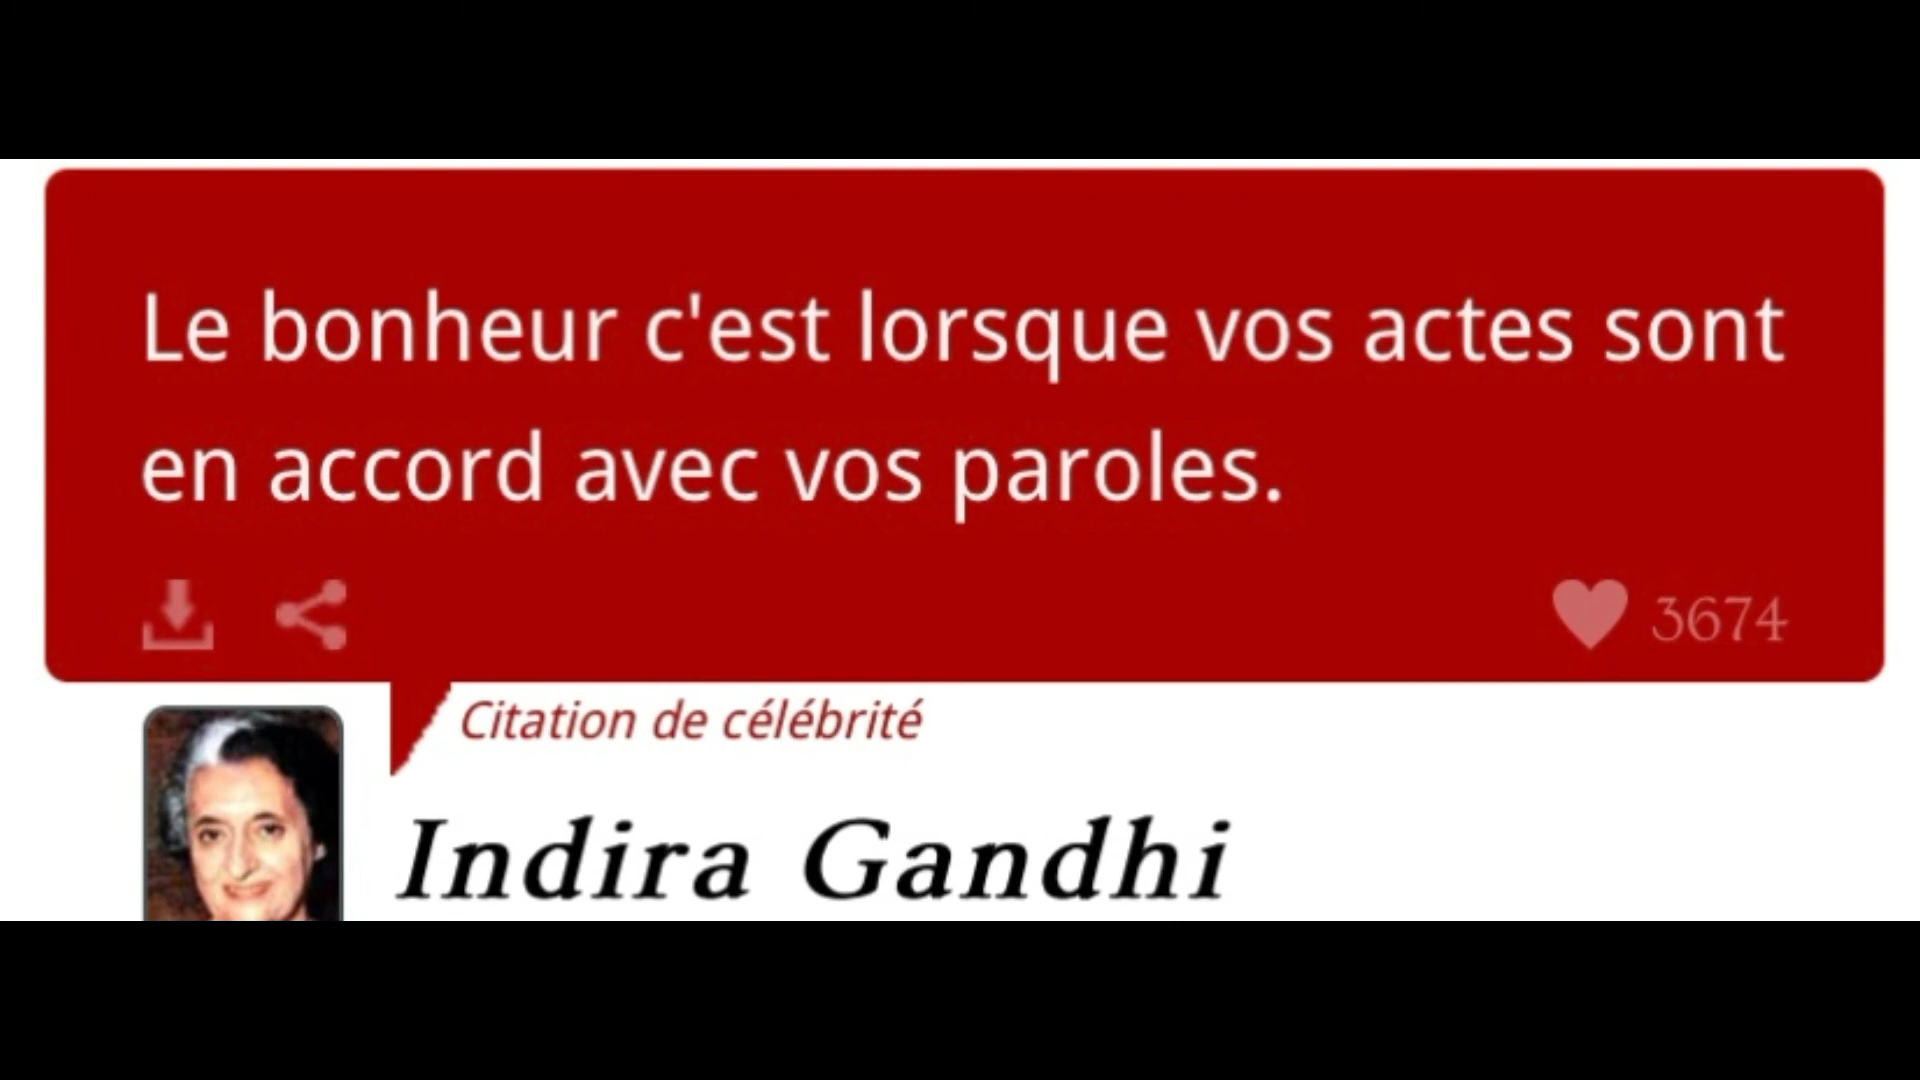 Le bonheur c'est lorsque vos actes sont
en accord avec vos paroles.
3674
Citation de célébrité
Indira Gandhi